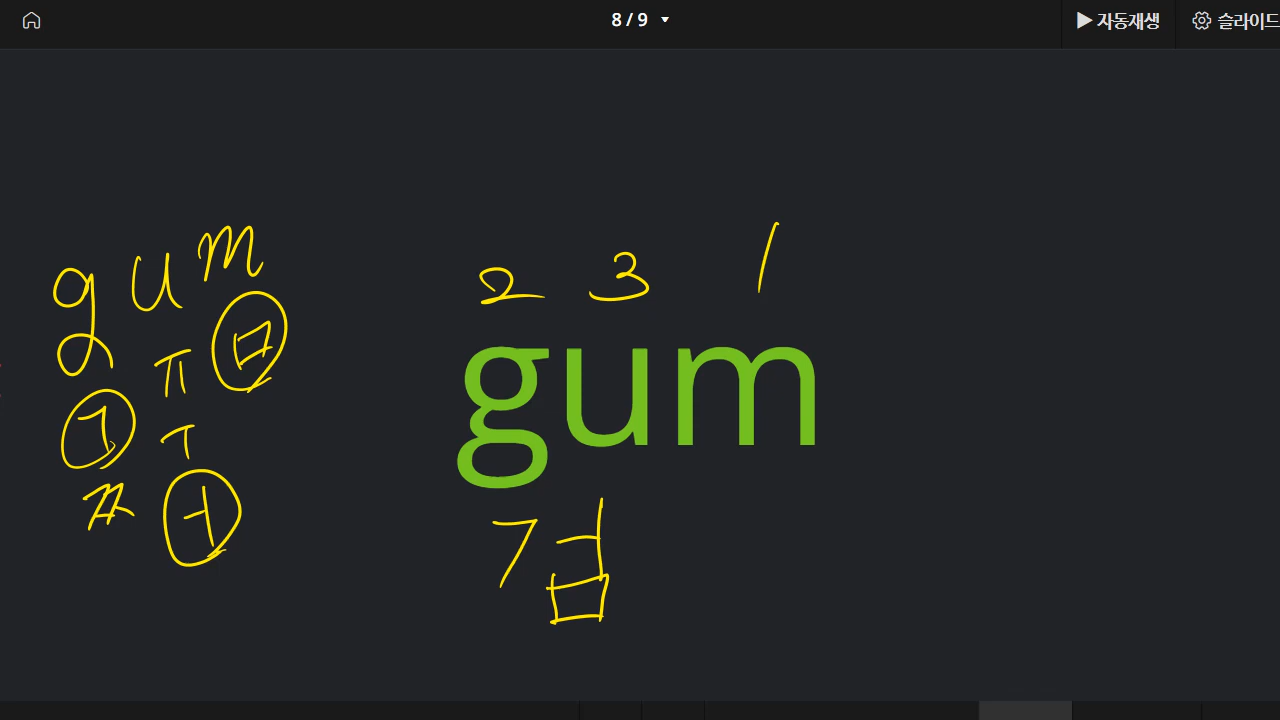 8 / 9
자동재생
슬라이드
g u m
ㅠ ㅁ
ㄱ ㅜ
ㅈ ㅓ
2 3 1
gum
검